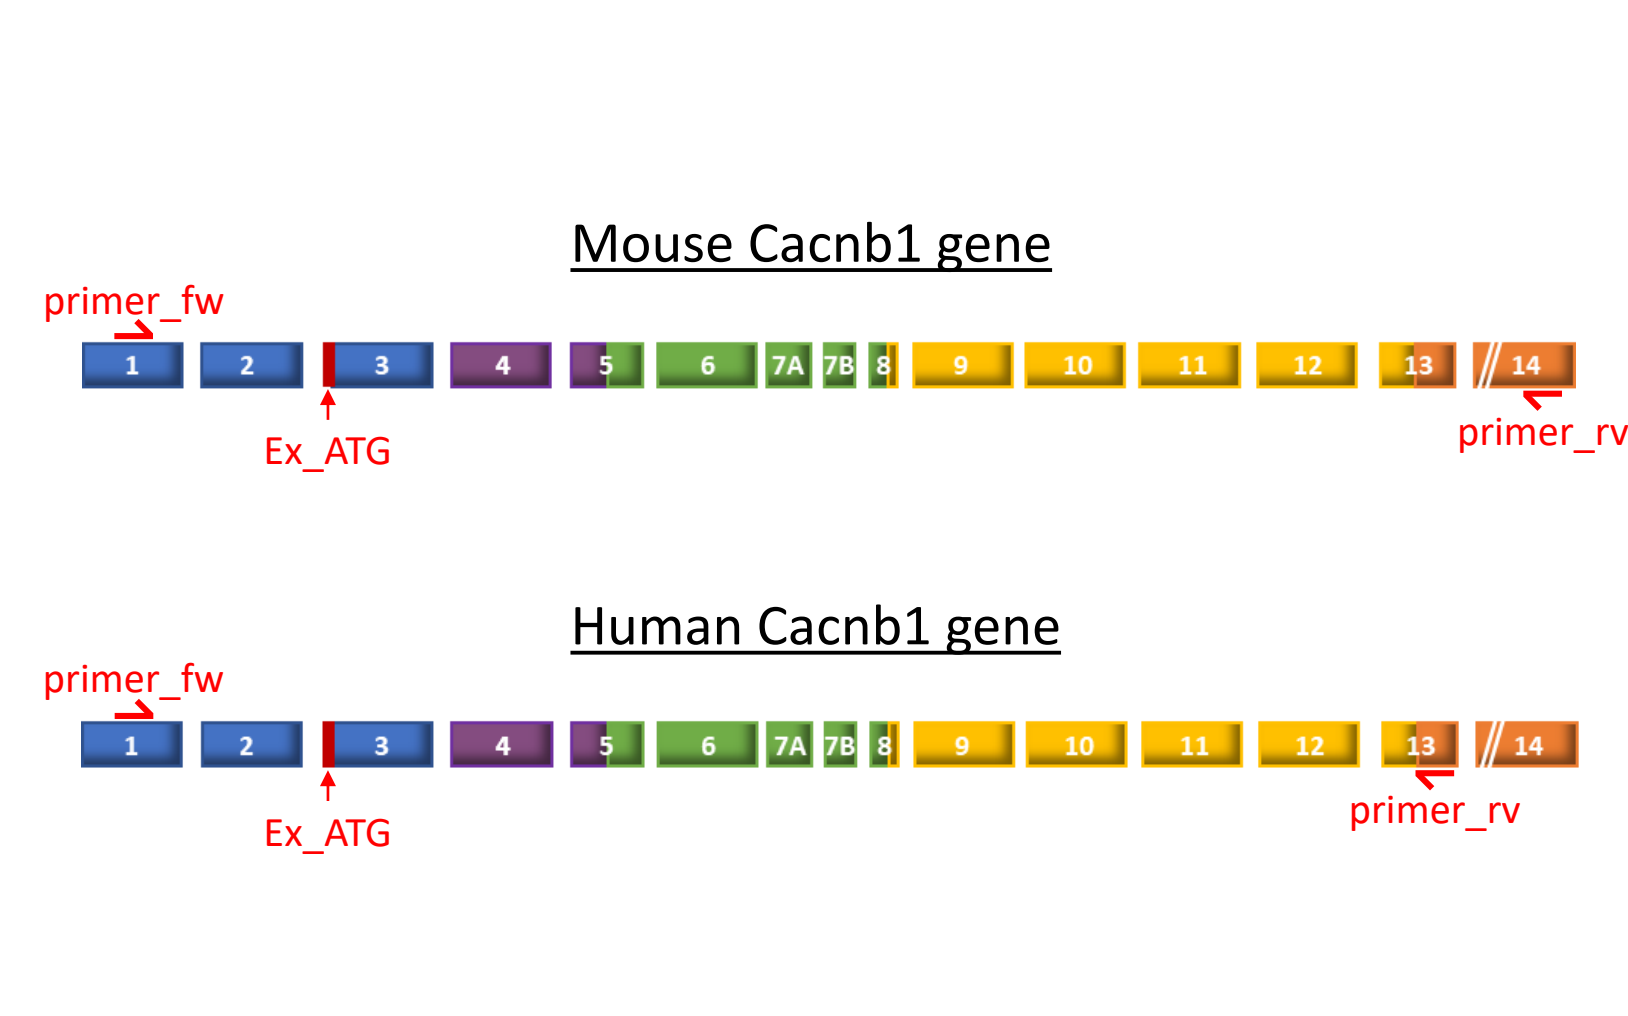 Mouse Cacnb1 gene
primer_fw
1 2 3 4 5 6 7A 7B 8 9 10 11 12 13 14
Ex_ATG
primer_rv
Human Cacnb1 gene
primer_fw
1 2 3 4 5 6 7A 7B 8 9 10 11 12 13 14
Ex_ATG
primer_rv